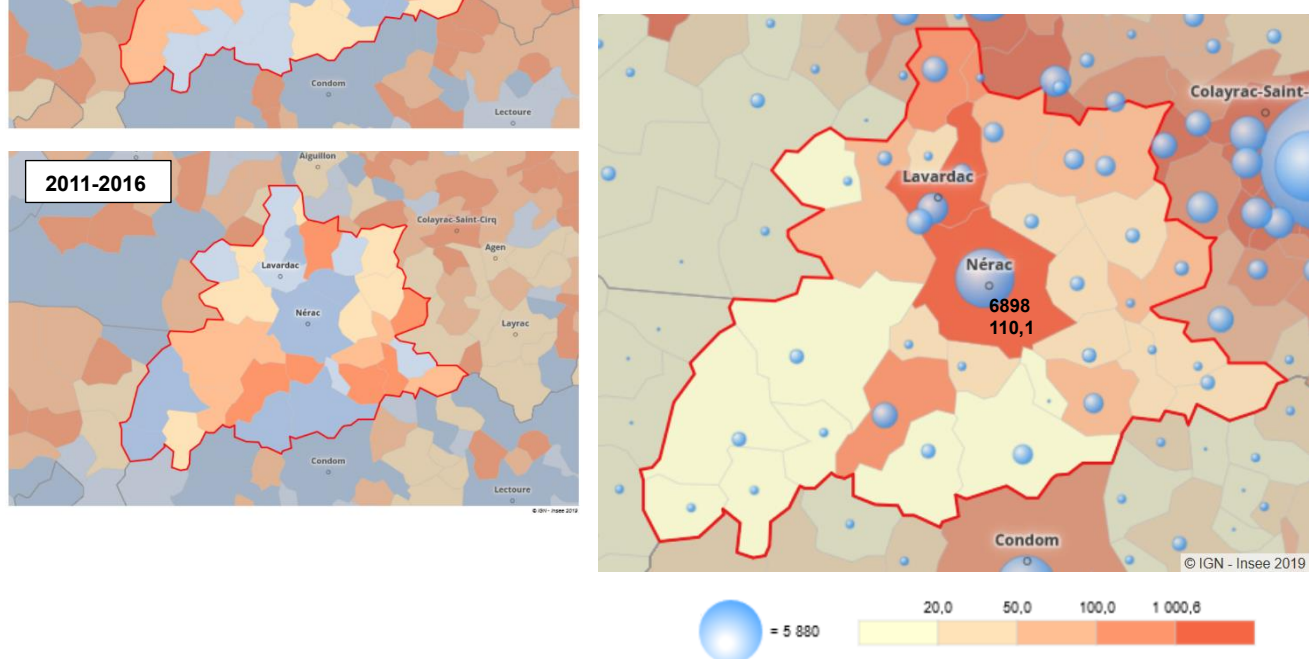 Condom
Lectoure
2011-2016
Aiguillon
Colayrac-Saint-Cirq
Agen
Lavardac
Nérac
Layrac
Condom
Lectoure
© IGN - Insee 2019
Colayrac-Saint-
Lavardac
Nérac
6898
110,1
Condom
© IGN - Insee 2019
= 5 880
20,0 50,0 100,0 1 000,6